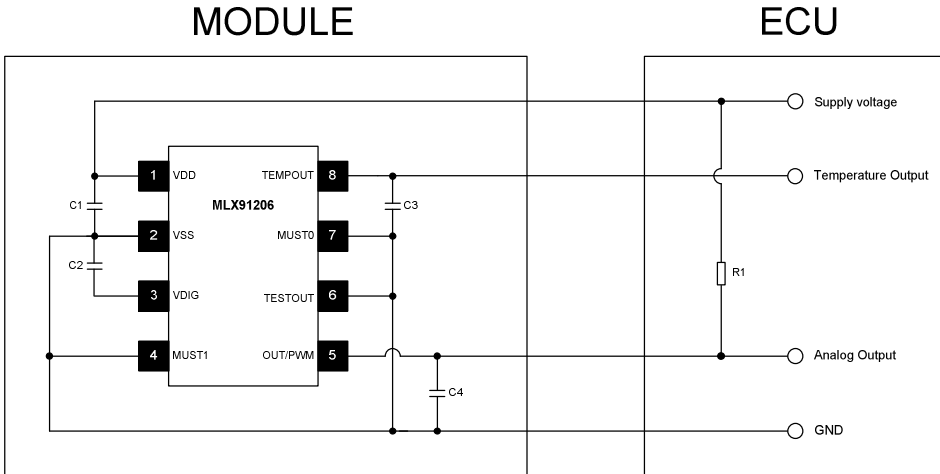 MODULE
ECU
Supply voltage
1 VDD TEMPOUT 8
Temperature Output
C1 MLX91206 C3
2 VSS MUST0 7
C2
R1
3 VDIG TESTOUT 6
4 MUST1 OUT/PWM 5
Analog Output
C4
GND